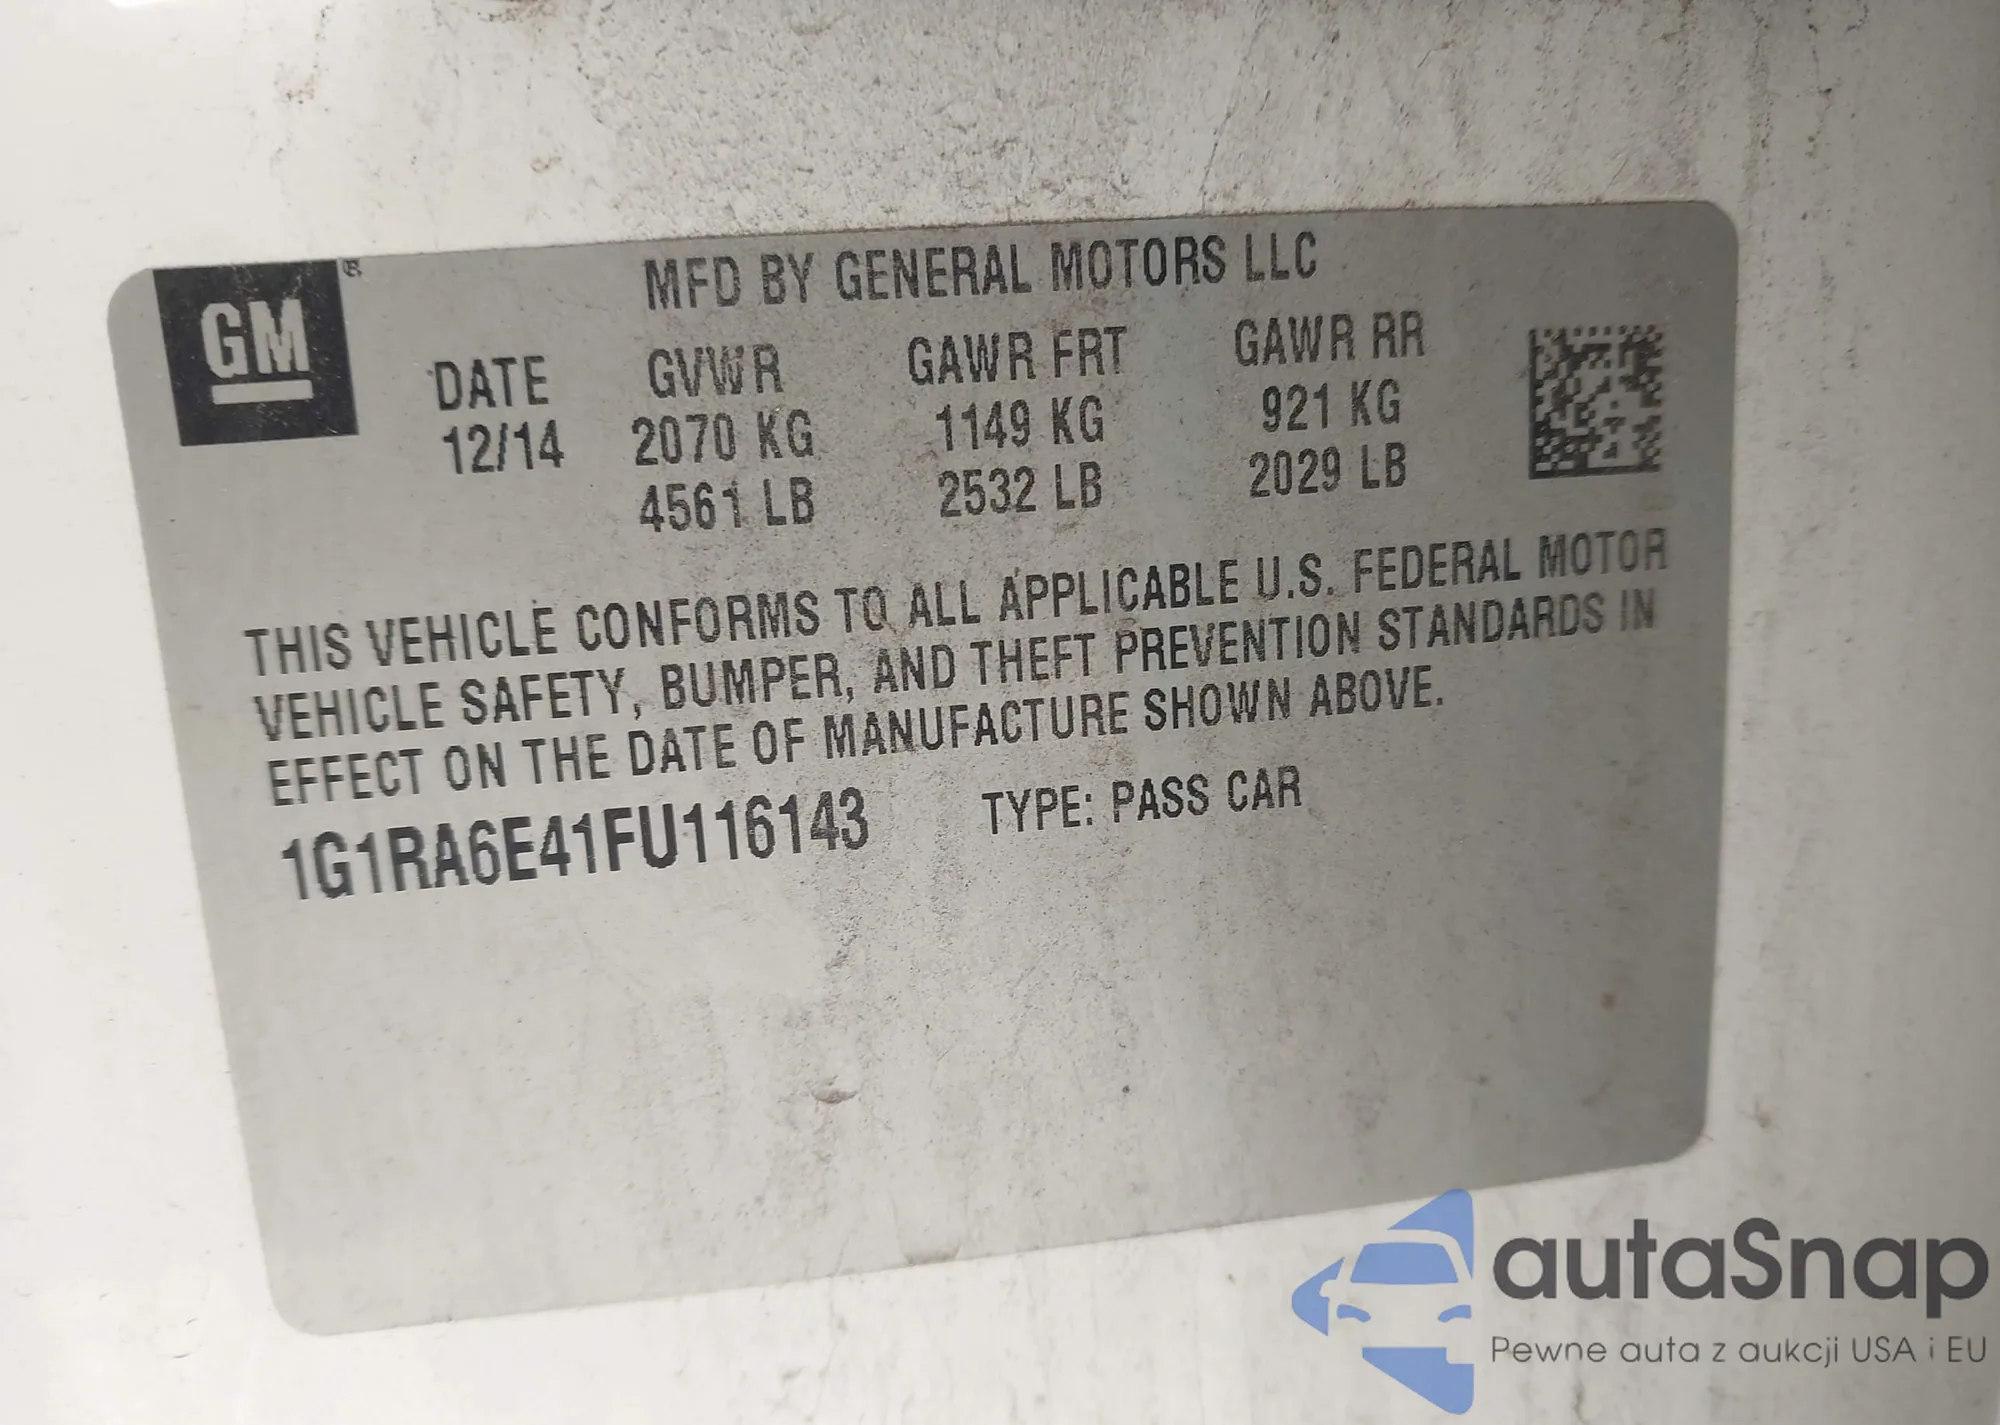 GM®
MFD BY GENERAL MOTORS LLC
DATE GVWR GAWR FRT GAWR RR
12/14 2070 KG 1149 KG 921 KG
4561 LB 2532 LB 2029 LB
THIS VEHICLE CONFORMS TO ALL APPLICABLE U.S. FEDERAL MOTOR
VEHICLE SAFETY, BUMPER, AND THEFT PREVENTION STANDARDS IN
EFFECT ON THE DATE OF MANUFACTURE SHOWN ABOVE.
1G1RA6E41FU116143 TYPE: PASS CAR
autaSnap
Pewne auta z aukcji USA i EU